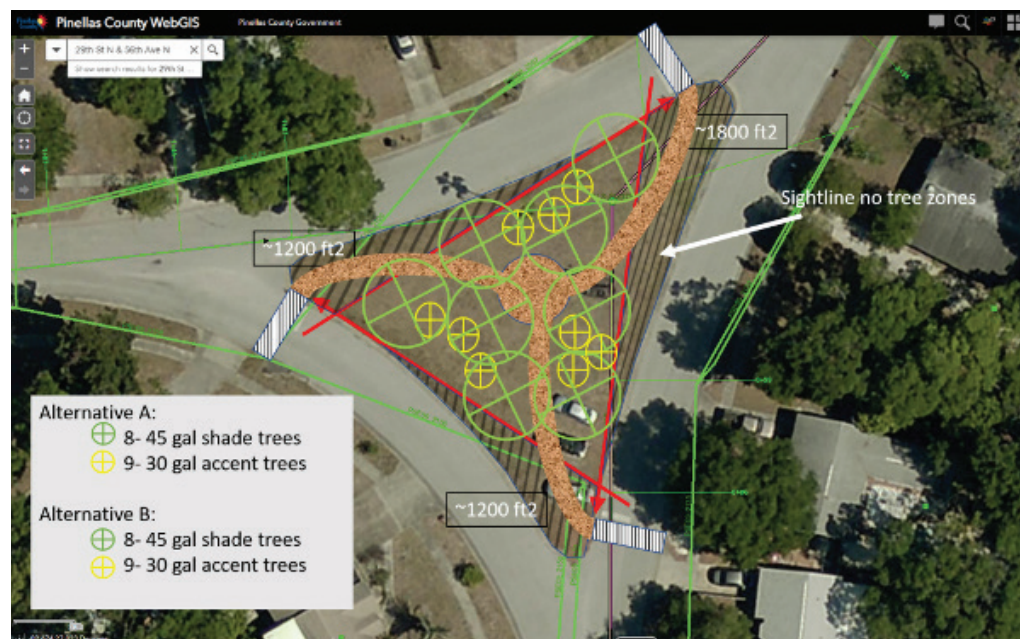 Pinellas County WebGIS
Pinellas County Government
29th St N & 56th Ave N
Show search results for 29th St ...
~1800 ft2
Sightline no tree zones
~1200 ft2
Alternative A:
8- 45 gal shade trees
9- 30 gal accent trees
Alternative B:
8- 45 gal shade trees
9- 30 gal accent trees
~1200 ft2